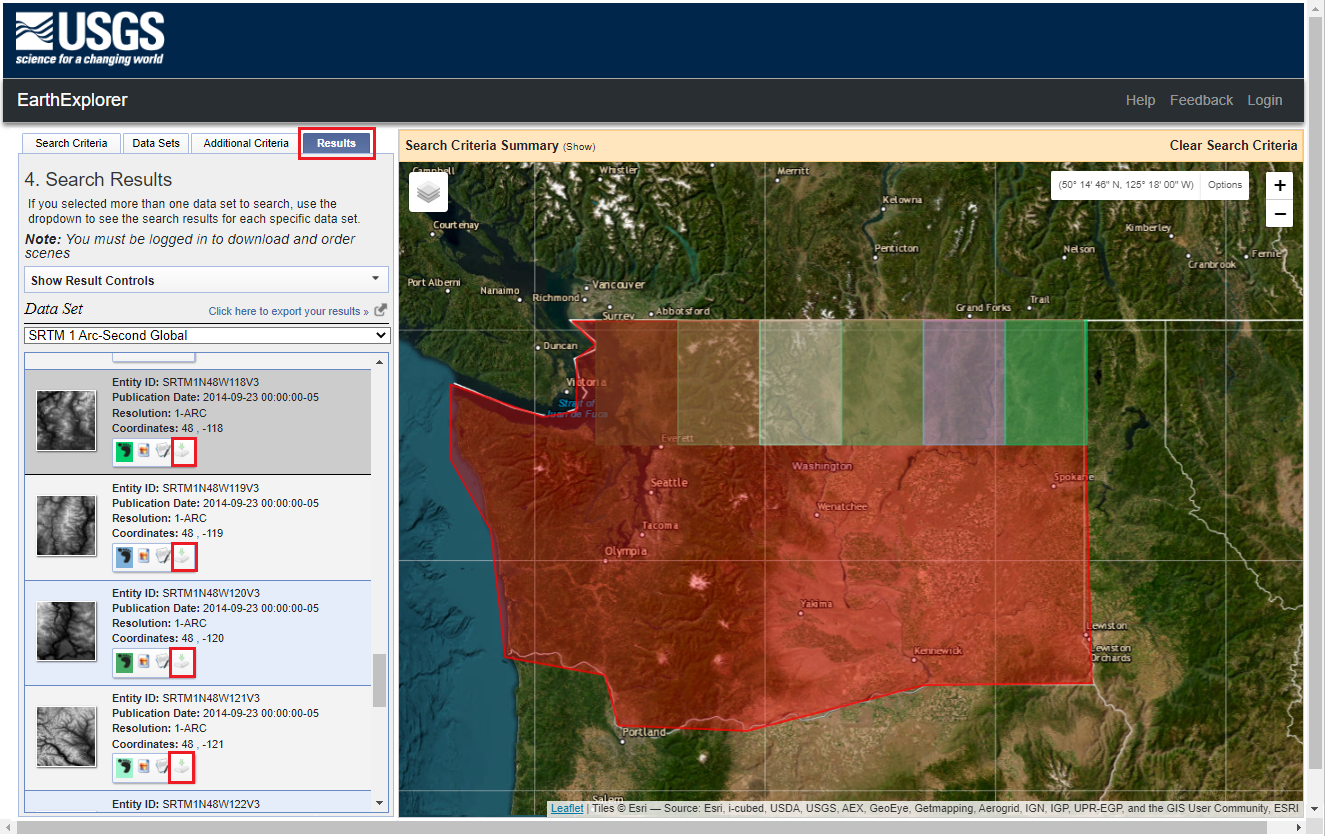 USGS
science for a changing world
EarthExplorer
Help Feedback Login
Search Criteria Data Sets Additional Criteria Results
4. Search Results
If you selected more than one data set to search, use the
dropdown to see the search results for each specific data set.
Note: You must be logged in to download and order
scenes
Show Result Controls
Data Set
Click here to export your results »
SRTM 1 Arc-Second Global
Entity ID: SRTM1N48W118V3
Publication Date: 2014-09-23 00:00:00-05
Resolution: 1-ARC
Coordinates: 48 , -118
Entity ID: SRTM1N48W119V3
Publication Date: 2014-09-23 00:00:00-05
Resolution: 1-ARC
Coordinates: 48 , -119
Entity ID: SRTM1N48W120V3
Publication Date: 2014-09-23 00:00:00-05
Resolution: 1-ARC
Coordinates: 48 , -120
Entity ID: SRTM1N48W121V3
Publication Date: 2014-09-23 00:00:00-05
Resolution: 1-ARC
Coordinates: 48 , -121
Entity ID: SRTM1N48W122V3
Search Criteria Summary (Show)
Clear Search Criteria
(50° 14' 46" N, 125° 18' 00" W) Options
+
−
Campbell
Whistler
Merritt
Kelowna
Courtenay
Kimberley
Penticton
Nelson
Fernie
Cranbrook
Port Alberni
Nanaimo
Vancouver
Richmond
Trail
Grand Forks
Surrey
Abbotsford
Duncan
Victoria
Strait of
Juan de Fuca
Everett
Washington
Spokane
Seattle
Wenatchee
Tacoma
Olympia
Yakima
Lewiston
Lewiston
Orchards
Kennewick
Portland
Salem
Leaflet | Tiles © Esri — Source: Esri, i-cubed, USDA, USGS, AEX, GeoEye, Getmapping, Aerogrid, IGN, IGP, UPR-EGP, and the GIS User Community, ESRI